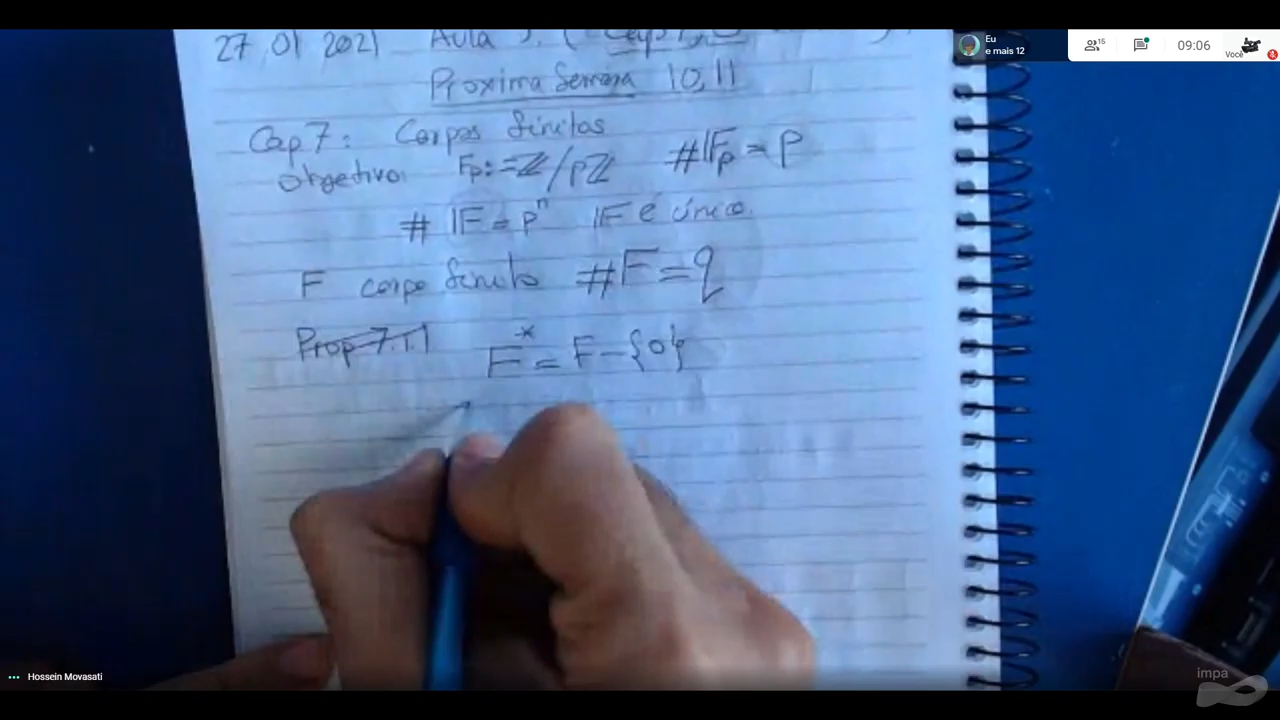 27,01 2021 Aula
Proxima Semana 10,11
Cap 7: Corpos finitos
Objetivo: Fp:=ℤ/pℤ #𝔽p = p
# 𝔽 = pⁿ 𝔽 é único.
F corpo finito #F = q
Prop 7.1.1 F* = F - {0}
Eu
e mais 12
15
09:06
Você
Hossein Movasati
impa